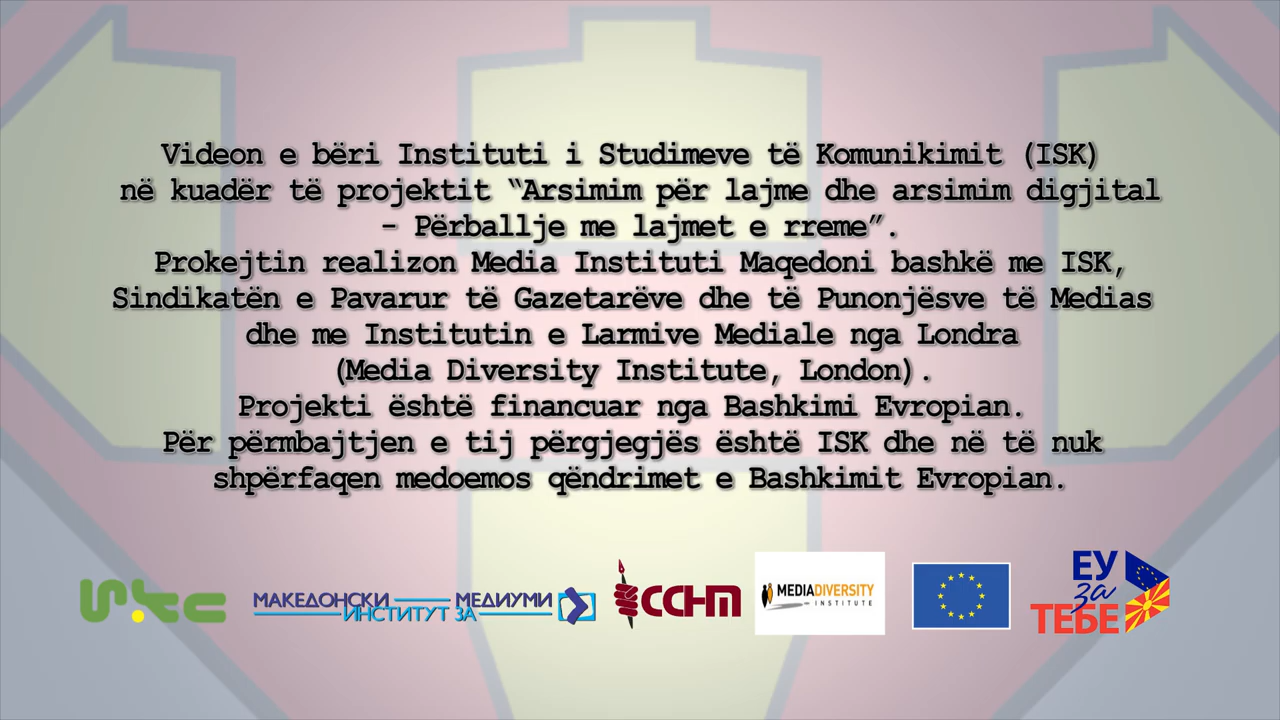 Videon e bëri Instituti i Studimeve të Komunikimit (ISK)
në kuadër të projektit “Arsimim për lajme dhe arsimim digjital
- Përballje me lajmet e rreme”.
Prokejtin realizon Media Instituti Maqedoni bashkë me ISK,
Sindikatën e Pavarur të Gazetarëve dhe të Punonjësve të Medias
dhe me Institutin e Larmive Mediale nga Londra
(Media Diversity Institute, London).
Projekti është financuar nga Bashkimi Evropian.
Për përmbajtjen e tij përgjegjës është ISK dhe në të nuk
shpërfaqen medoemos qëndrimet e Bashkimit Evropian.
МАКЕДОНСКИ МЕДИУМИ
ИНСТИТУТ ЗА
ССНМ
MEDIADIVERSITY
INSTITUTE
ЕУ
за
ТЕБЕ